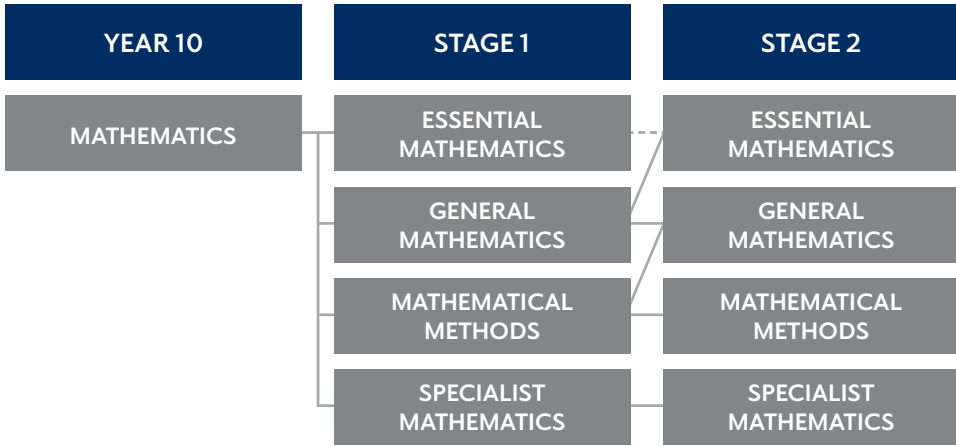 YEAR 10
STAGE 1
STAGE 2
MATHEMATICS
ESSENTIAL
MATHEMATICS
ESSENTIAL
MATHEMATICS
GENERAL
MATHEMATICS
GENERAL
MATHEMATICS
MATHEMATICAL
METHODS
MATHEMATICAL
METHODS
SPECIALIST
MATHEMATICS
SPECIALIST
MATHEMATICS